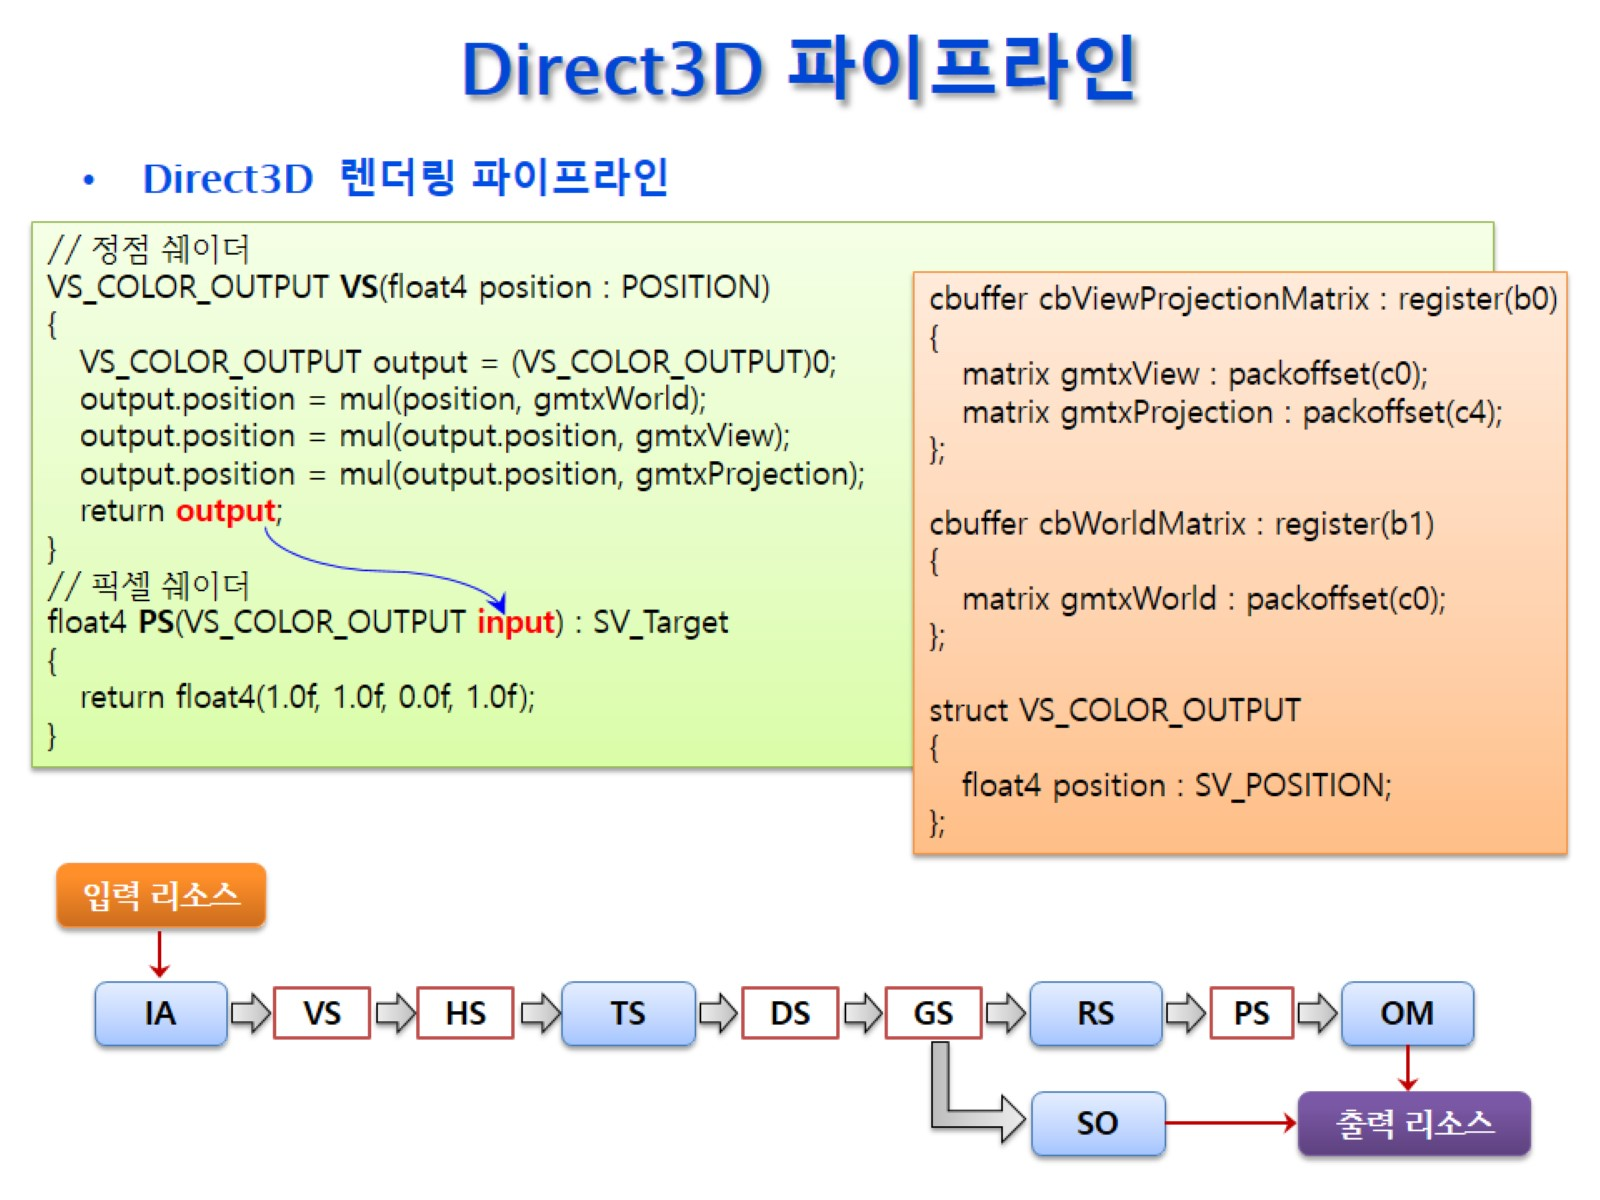 Direct3D 파이프라인
• Direct3D 렌더링 파이프라인
// 정점 쉐이더
VS_COLOR_OUTPUT VS(float4 position : POSITION)
{
VS_COLOR_OUTPUT output = (VS_COLOR_OUTPUT)0;
output.position = mul(position, gmtxWorld);
output.position = mul(output.position, gmtxView);
output.position = mul(output.position, gmtxProjection);
return output;
}
// 픽셀 쉐이더
float4 PS(VS_COLOR_OUTPUT input) : SV_Target
{
return float4(1.0f, 1.0f, 0.0f, 1.0f);
}
cbuffer cbViewProjectionMatrix : register(b0)
{
matrix gmtxView : packoffset(c0);
matrix gmtxProjection : packoffset(c4);
};
cbuffer cbWorldMatrix : register(b1)
{
matrix gmtxWorld : packoffset(c0);
};
struct VS_COLOR_OUTPUT
{
float4 position : SV_POSITION;
};
입력 리소스
IA VS HS TS DS GS RS PS OM
SO 출력 리소스